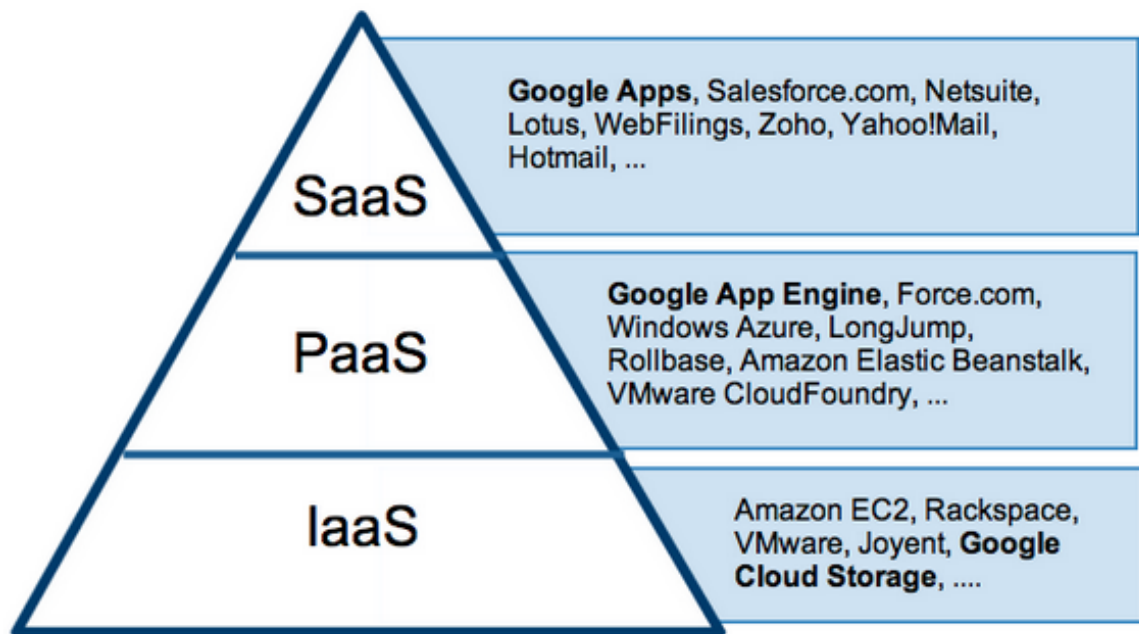 SaaS
Google Apps, Salesforce.com, Netsuite,
Lotus, WebFilings, Zoho, Yahoo!Mail,
Hotmail, ...
PaaS
Google App Engine, Force.com,
Windows Azure, LongJump,
Rollbase, Amazon Elastic Beanstalk,
VMware CloudFoundry, ...
IaaS
Amazon EC2, Rackspace,
VMware, Joyent, Google
Cloud Storage, ....